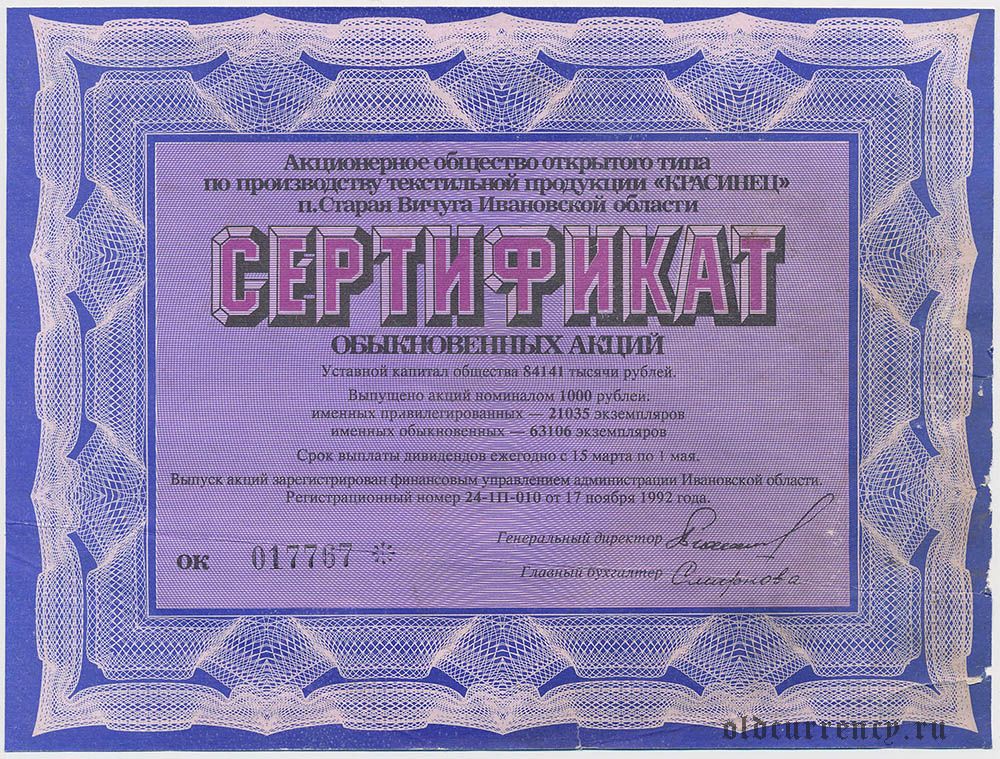 Акционерное общество открытого типа
по производству текстильной продукции «КРАСИНЕЦ»
п.Старая Вичуга Ивановской области
СЕРТИФИКАТ
ОБЫКНОВЕННЫХ АКЦИЙ
Уставной капитал общества 84141 тысячи рублей.
Выпущено акций номиналом 1000 рублей:
именных привилегированных — 21035 экземпляров
именных обыкновенных — 63106 экземпляров
Срок выплаты дивидендов ежегодно с 15 марта по 1 мая.
Выпуск акций зарегистрирован финансовым управлением администрации Ивановской области.
Регистрационный номер 24-1П-010 от 17 ноября 1992 года.
Генеральный директор
ОК 017767 *
Главный бухгалтер Смирнова
oldcurrency.ru